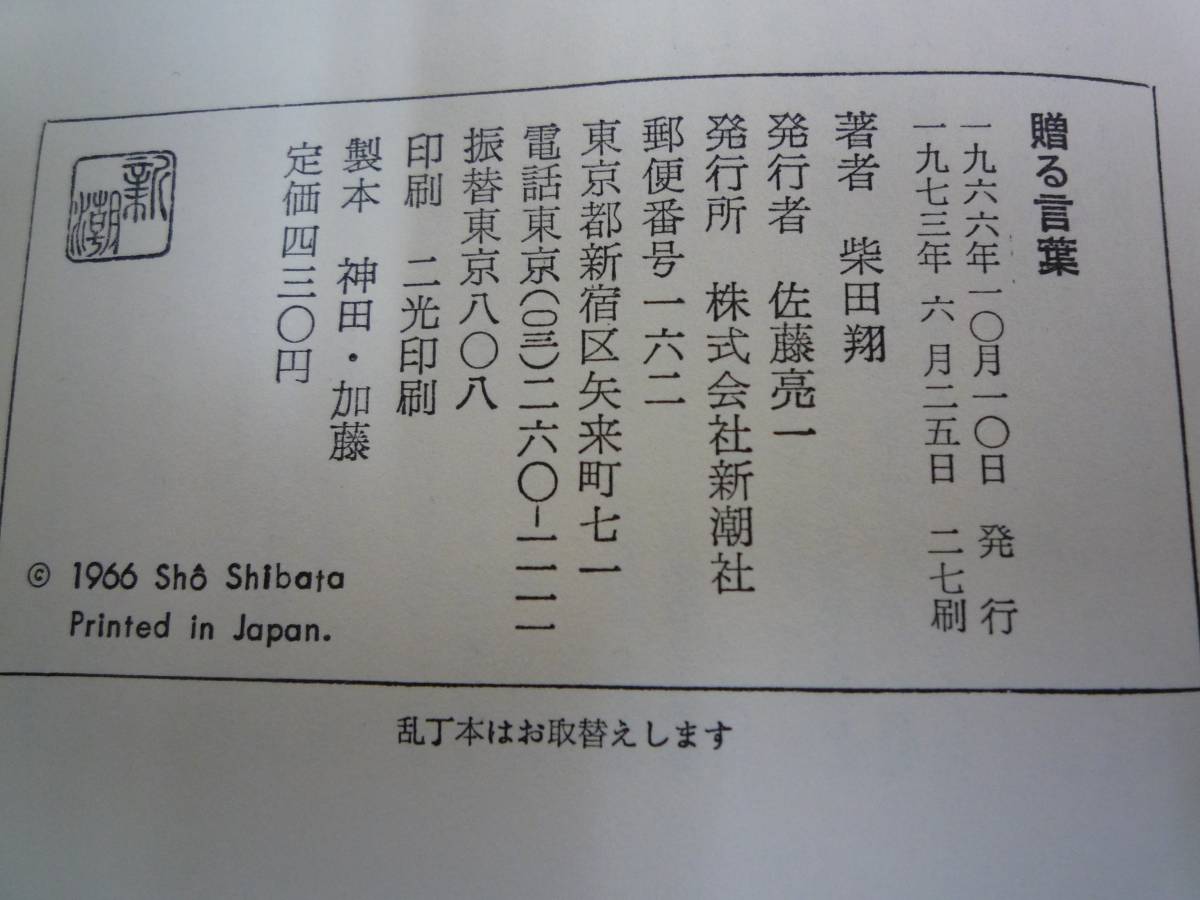 贈る言葉
一九六六年一〇月一〇日 発行
一九七三年 六月二五日 二七刷
著者 柴田翔
発行者 佐藤亮一
発行所 株式会社新潮社
郵便番号一六二
東京都新宿区矢来町七一
電話東京(〇三)二六〇-一一一一
振替東京八〇八
印刷 二光印刷
製本 神田・加藤
定価四三〇円
新潮
© 1966 Shô Shibata
Printed in Japan.
乱丁本はお取替えします